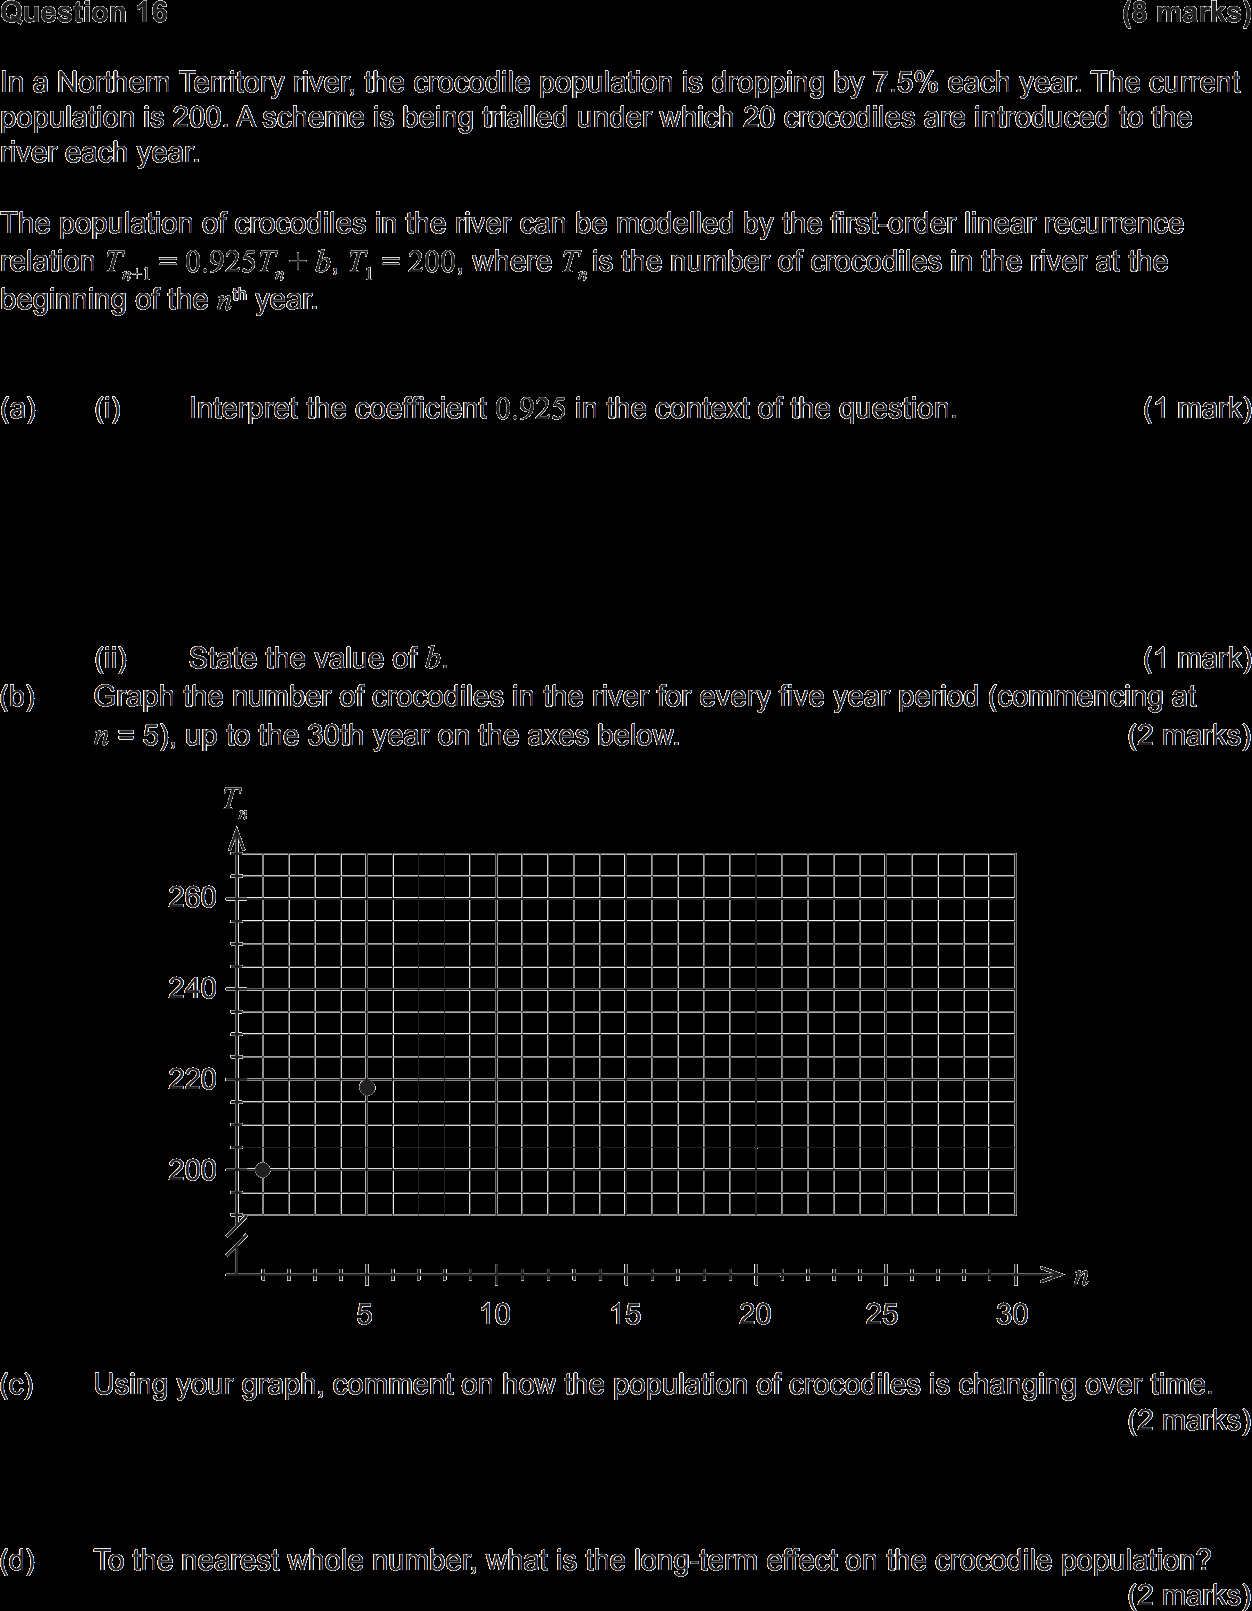 Question 16 (8 marks)
In a Northern Territory river, the crocodile population is dropping by 7.5% each year. The current
population is 200. A scheme is being trialled under which 20 crocodiles are introduced to the
river each year.
The population of crocodiles in the river can be modelled by the first-order linear recurrence
relation Tₙ₊₁ = 0.925Tₙ + b, T₁ = 200, where Tₙ is the number of crocodiles in the river at the
beginning of the nᵗʰ year.
(a) (i) Interpret the coefficient 0.925 in the context of the question. (1 mark)
(ii) State the value of b. (1 mark)
(b) Graph the number of crocodiles in the river for every five year period (commencing at
n = 5), up to the 30th year on the axes below. (2 marks)
Tₙ
260
240
220
200
n
5 10 15 20 25 30
(c) Using your graph, comment on how the population of crocodiles is changing over time.
(2 marks)
(d) To the nearest whole number, what is the long-term effect on the crocodile population?
(2 marks)